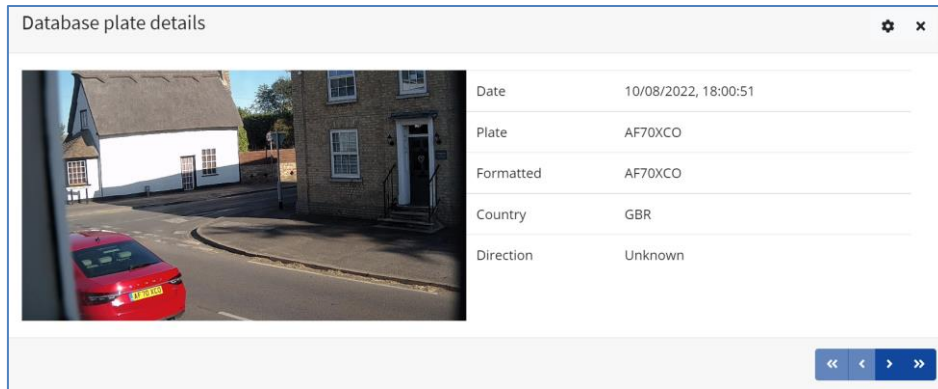 Database plate details
Date 10/08/2022, 18:00:51
Plate AF70XCO
Formatted AF70XCO
Country GBR
Direction Unknown